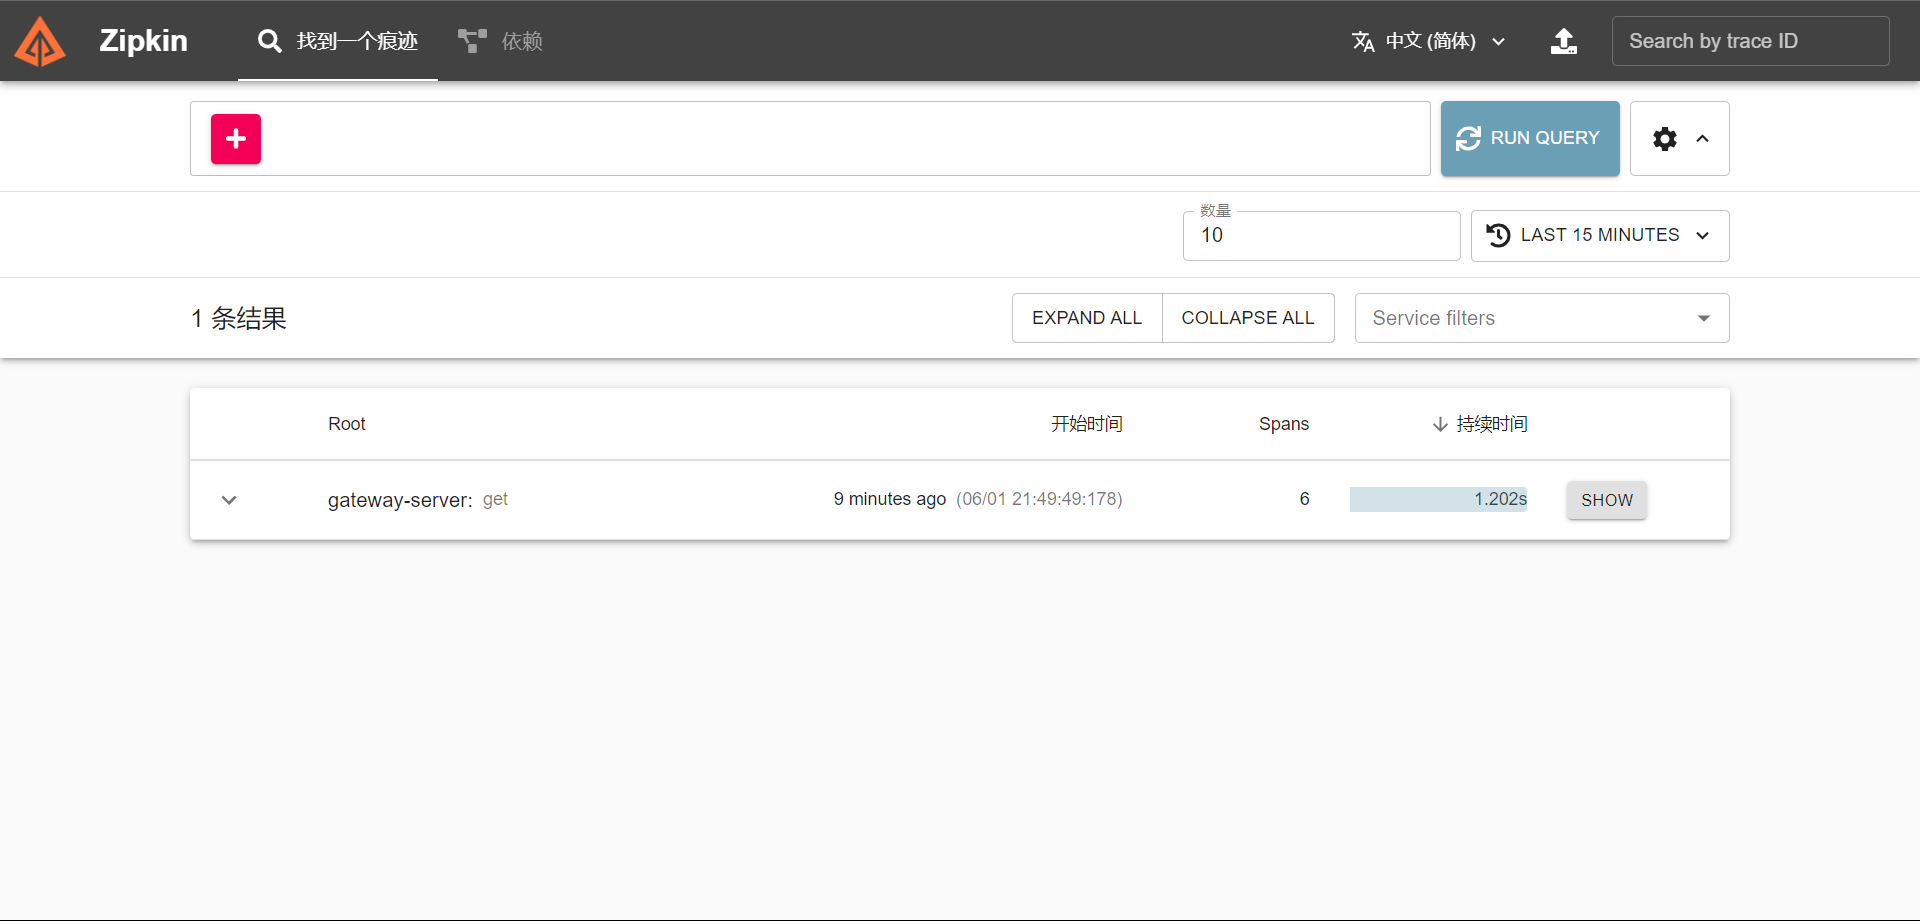 Zipkin
找到一个痕迹
依赖
中文 (简体)
Search by trace ID
RUN QUERY
数量
10
LAST 15 MINUTES
1 条结果
EXPAND ALL
COLLAPSE ALL
Service filters
Root
开始时间
Spans
持续时间
gateway-server: get
9 minutes ago (06/01 21:49:49:178)
6
1.202s
SHOW